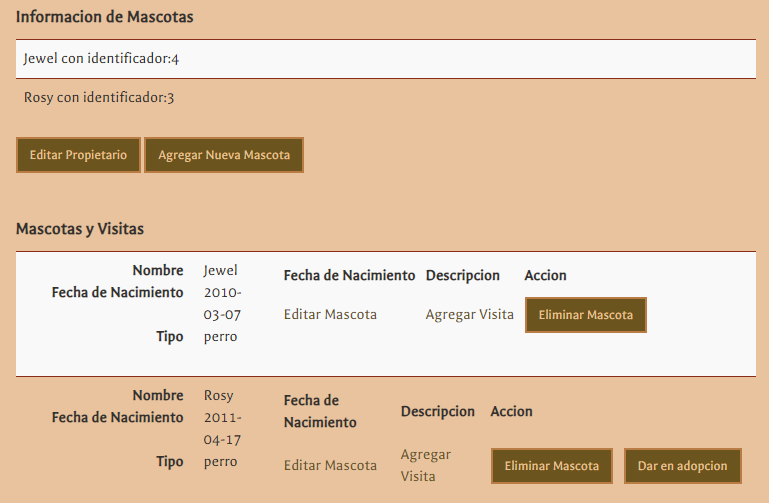 Informacion de Mascotas
Jewel con identificador:4
Rosy con identificador:3
Editar Propietario Agregar Nueva Mascota
Mascotas y Visitas
Nombre Jewel
Fecha de Nacimiento 2010-
03-07
Tipo perro
Fecha de Nacimiento Descripcion Accion
Editar Mascota Agregar Visita Eliminar Mascota
Nombre Rosy
Fecha de Nacimiento 2011-
04-17
Tipo perro
Fecha de
Nacimiento Descripcion Accion
Editar Mascota Agregar
Visita Eliminar Mascota Dar en adopcion